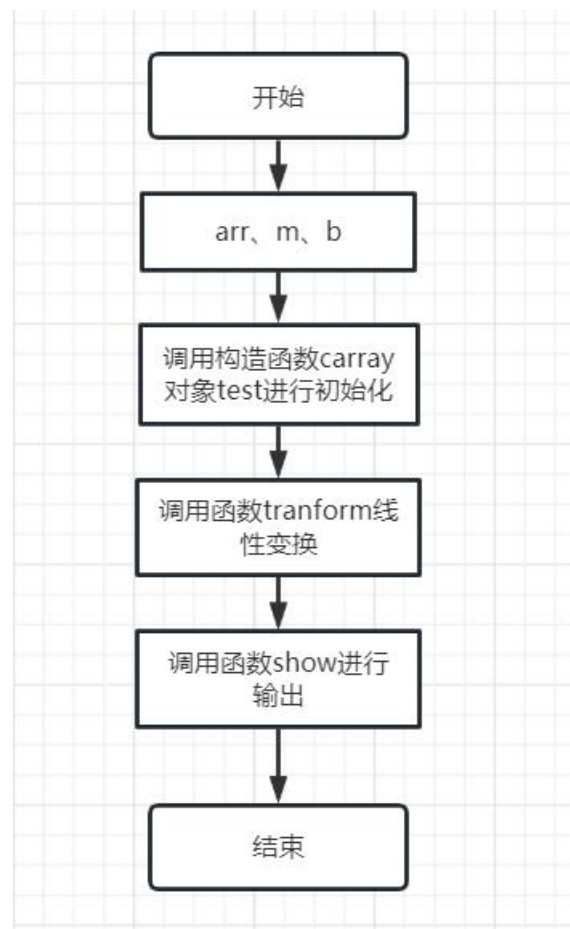 开始
arr、m、b
调用构造函数carray
对象test进行初始化
调用函数tranform线
性变换
调用函数show进行
输出
结束